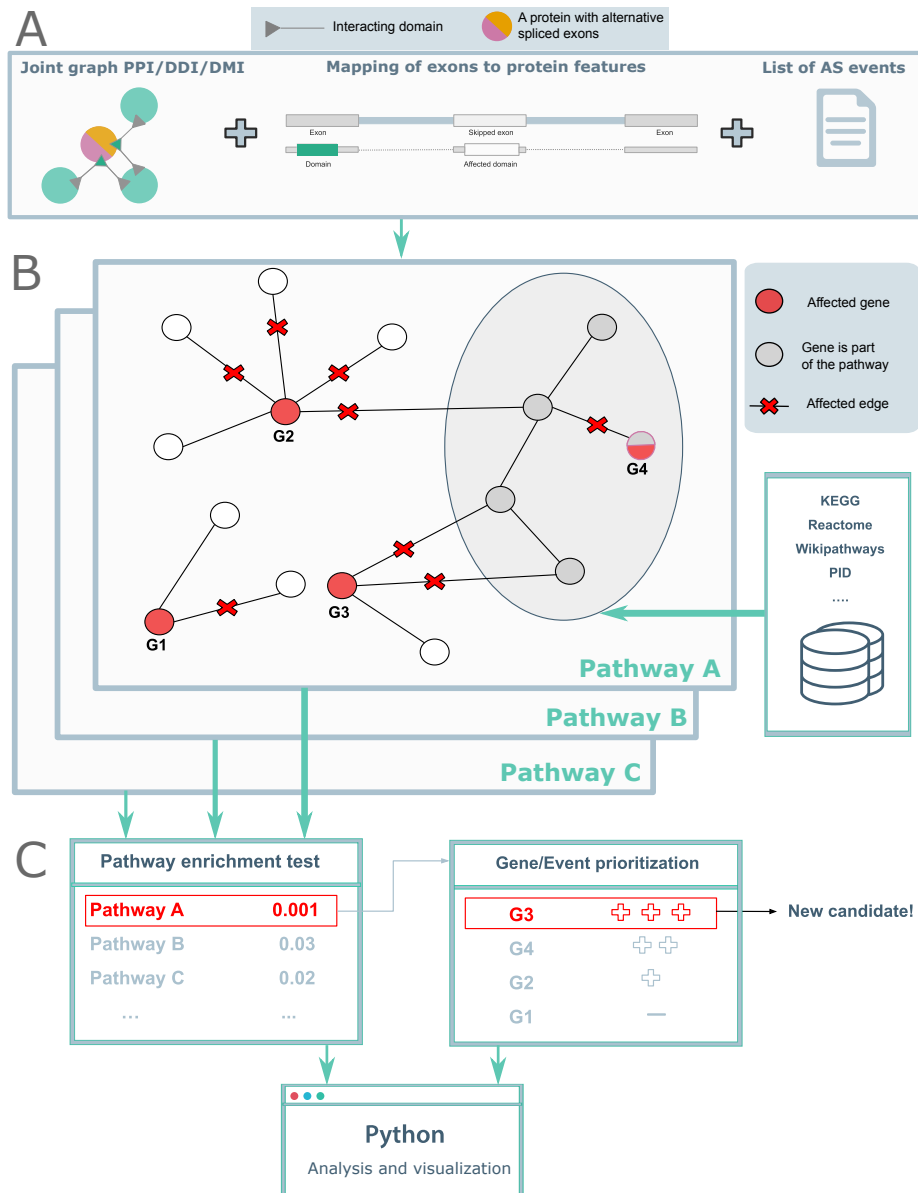 A
Interacting domain
A protein with alternative
spliced exons
Joint graph PPI/DDI/DMI
Mapping of exons to protein features
List of AS events
Exon
Skipped exon
Exon
Domain
Affected domain
B
Affected gene
Gene is part
of the pathway
Affected edge
G2
G4
G3
G1
KEGG
Reactome
Wikipathways
PID
....
Pathway A
Pathway B
Pathway C
C
Pathway enrichment test
Pathway A 0.001
Pathway B 0.03
Pathway C 0.02
... ...
Gene/Event prioritization
G3
G4
G2
G1
New candidate!
Python
Analysis and visualization